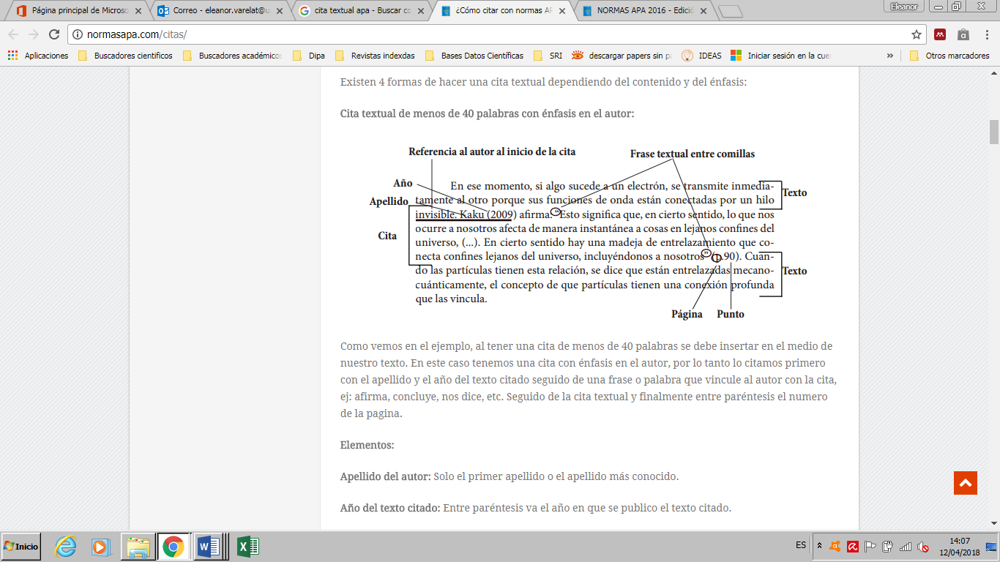 Página principal de Microso
Correo - eleanor.varelat@u
cita textual apa - Buscar co
¿Cómo citar con normas AP
NORMAS APA 2016 - Edició
Eleanor
normasapa.com/citas/
Aplicaciones
Buscadores cientificos
Buscadores académicos
Dipa
Revistas indexdas
Bases Datos Científicas
SRI
descargar papers sin pa
IDEAS
Iniciar sesión en la cue
»
Otros marcadores
Existen 4 formas de hacer una cita textual dependiendo del contenido y del énfasis:
Cita textual de menos de 40 palabras con énfasis en el autor:
Referencia al autor al inicio de la cita
Frase textual entre comillas
Año
Apellido
Cita
En ese momento, si algo sucede a un electrón, se transmite inmedia-
tamente al otro porque sus funciones de onda están conectadas por un hilo
invisible. Kaku (2009) afirma: “Esto significa que, en cierto sentido, lo que nos
ocurre a nosotros afecta de manera instantánea a cosas en lejanos confines del
universo, (...). En cierto sentido hay una madeja de entrelazamiento que co-
necta confines lejanos del universo, incluyéndonos a nosotros” (p.90). Cuan-
do las partículas tienen esta relación, se dice que están entrelazadas mecano-
cuánticamente, el concepto de que partículas tienen una conexión profunda
que las vincula.
Texto
Texto
Página
Punto
Como vemos en el ejemplo, al tener una cita de menos de 40 palabras se debe insertar en el medio de
nuestro texto. En este caso tenemos una cita con énfasis en el autor, por lo tanto lo citamos primero
con el apellido y el año del texto citado seguido de una frase o palabra que vincule al autor con la cita,
ej: afirma, concluye, nos dice, etc. Seguido de la cita textual y finalmente entre paréntesis el numero
de la pagina.
Elementos:
Apellido del autor: Solo el primer apellido o el apellido más conocido.
Año del texto citado: Entre paréntesis va el año en que se publico el texto citado.
Inicio
ES
14:07
12/04/2018